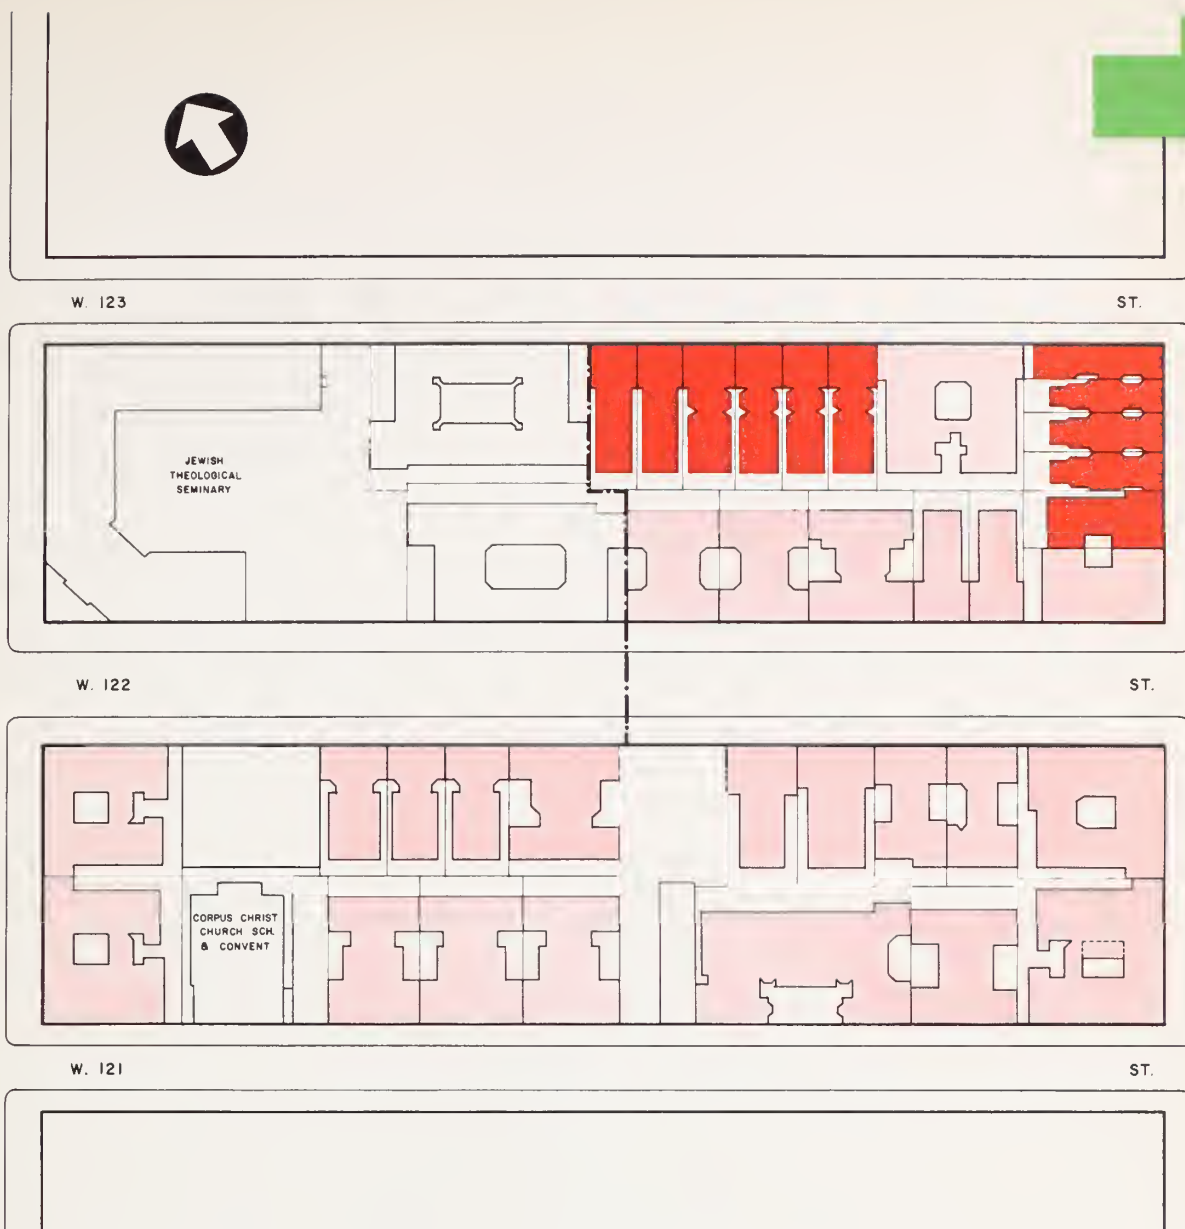 W. 123 ST.
JEWISH
THEOLOGICAL
SEMINARY
W. 122 ST.
CORPUS CHRIST
CHURCH SCH.
& CONVENT
W. 121 ST.